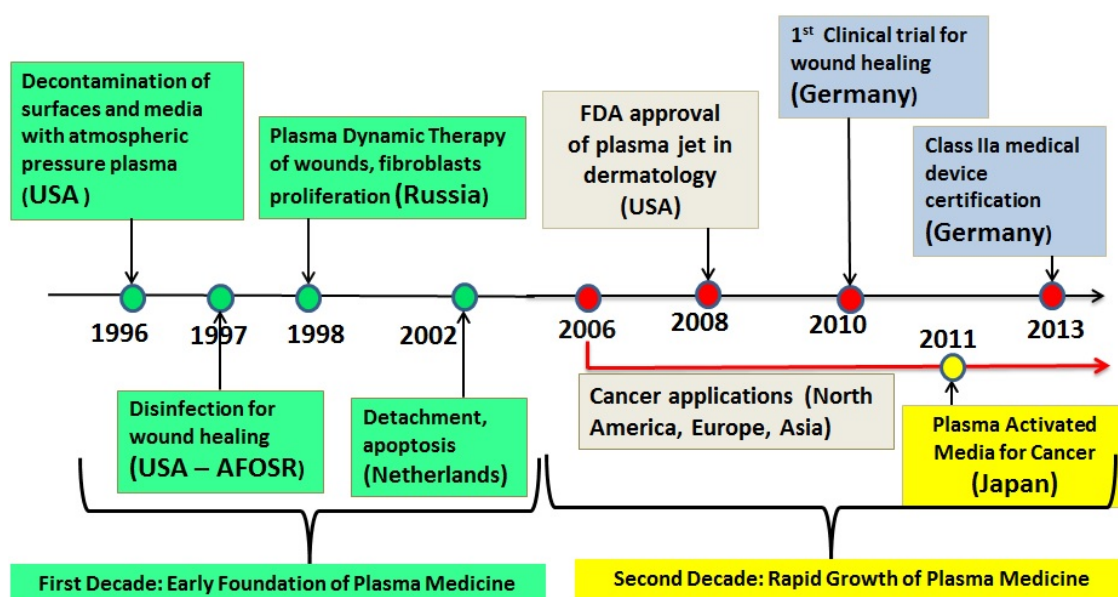 Decontamination of
surfaces and media
with atmospheric
pressure plasma
(USA )
Plasma Dynamic Therapy
of wounds, fibroblasts
proliferation (Russia)
FDA approval
of plasma jet in
dermatology
(USA)
1st Clinical trial for
wound healing
(Germany)
Class IIa medical
device
certification
(Germany)
1996
1997
1998
2002
2006
2008
2010
2011
2013
Disinfection for
wound healing
(USA – AFOSR)
Detachment,
apoptosis
(Netherlands)
Cancer applications (North
America, Europe, Asia)
Plasma Activated
Media for Cancer
(Japan)
First Decade: Early Foundation of Plasma Medicine
Second Decade: Rapid Growth of Plasma Medicine